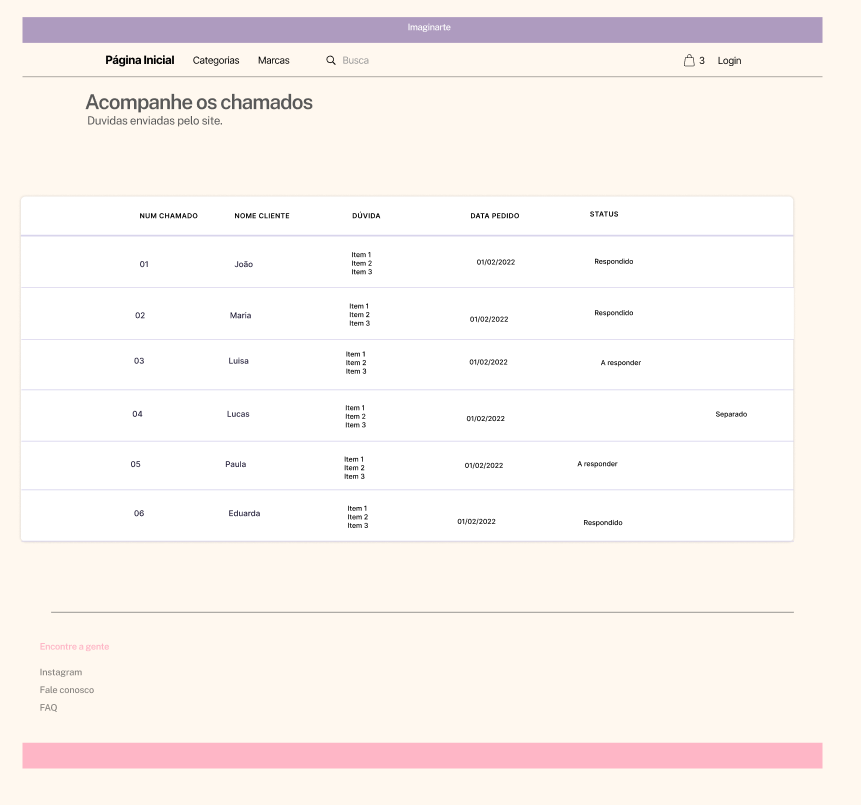 Imaginarte
Página Inicial Categorias Marcas Busca 3 Login
Acompanhe os chamados
Duvidas enviadas pelo site.
NUM CHAMADO NOME CLIENTE DÚVIDA DATA PEDIDO STATUS
01 João Item 1
Item 2
Item 3 01/02/2022 Respondido
02 Maria Item 1
Item 2
Item 3 01/02/2022 Respondido
03 Luisa Item 1
Item 2
Item 3 01/02/2022 A responder
04 Lucas Item 1
Item 2
Item 3 01/02/2022 Separado
05 Paula Item 1
Item 2
Item 3 01/02/2022 A responder
06 Eduarda Item 1
Item 2
Item 3 01/02/2022 Respondido
Encontre a gente
Instagram
Fale conosco
FAQ